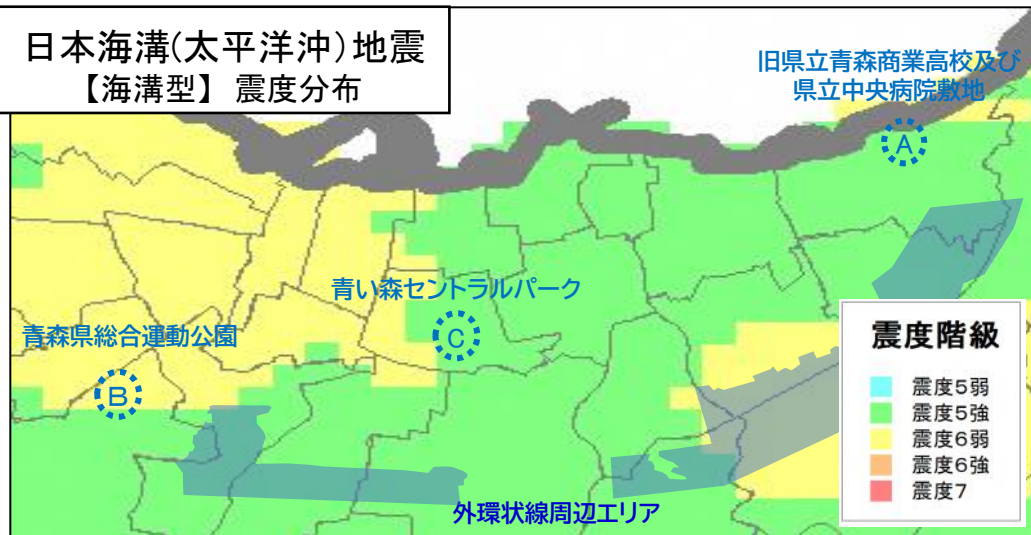 日本海溝(太平洋沖)地震
【海溝型】 震度分布
旧県立青森商業高校及び
県立中央病院敷地
A
青い森セントラルパーク
C
青森県総合運動公園
B
外環状線周辺エリア
震度階級
震度5弱
震度5強
震度6弱
震度6強
震度7